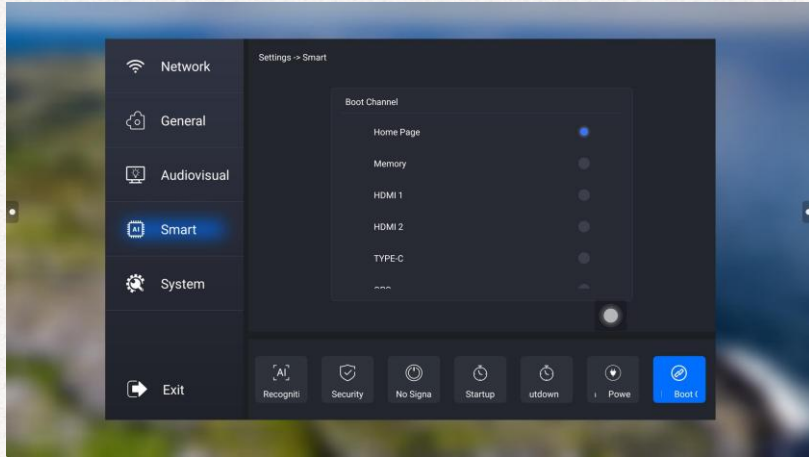 Network
General
Audiovisual
Smart
System
Exit
Settings -> Smart
Boot Channel
Home Page
Memory
HDMI 1
HDMI 2
TYPE-C
Recogniti
Security
No Signa
Startup
utdown
Powe
Boot